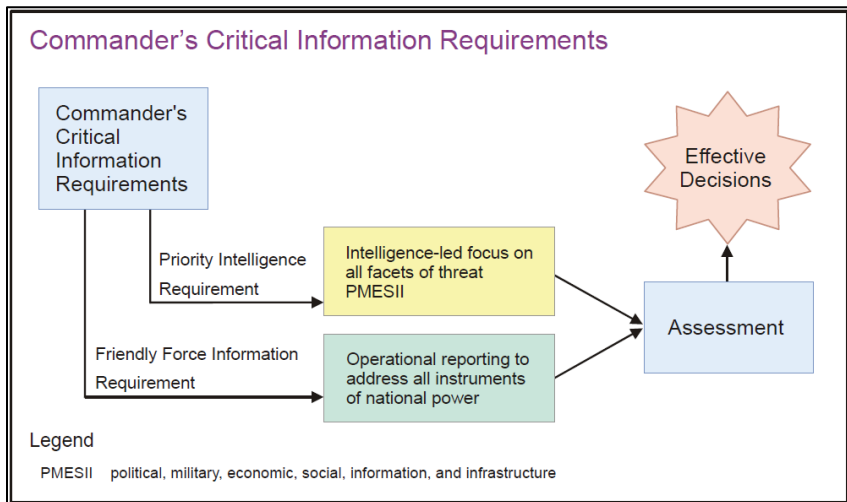 Commander's Critical Information Requirements
Commander's
Critical
Information
Requirements
Effective
Decisions
Priority Intelligence
Requirement
Intelligence-led focus on
all facets of threat
PMESII
Assessment
Friendly Force Information
Requirement
Operational reporting to
address all instruments
of national power
Legend
PMESII political, military, economic, social, information, and infrastructure